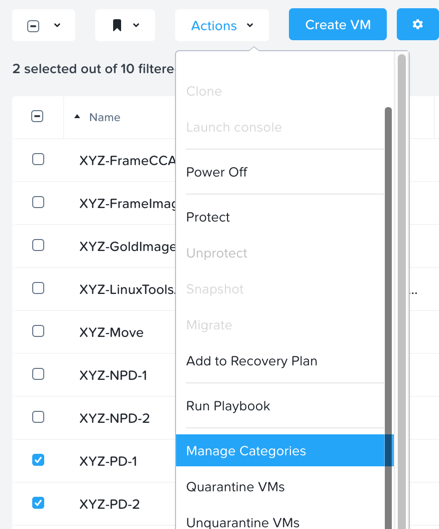 Actions
Create VM
2 selected out of 10 filtere
Name
Clone
Launch console
Power Off
Protect
Unprotect
Snapshot
Migrate
Add to Recovery Plan
Run Playbook
Manage Categories
Quarantine VMs
Unquarantine VMs
XYZ-FrameCCA
XYZ-FrameImag
XYZ-GoldImage
XYZ-LinuxTools.
...
XYZ-Move
XYZ-NPD-1
XYZ-NPD-2
XYZ-PD-1
XYZ-PD-2